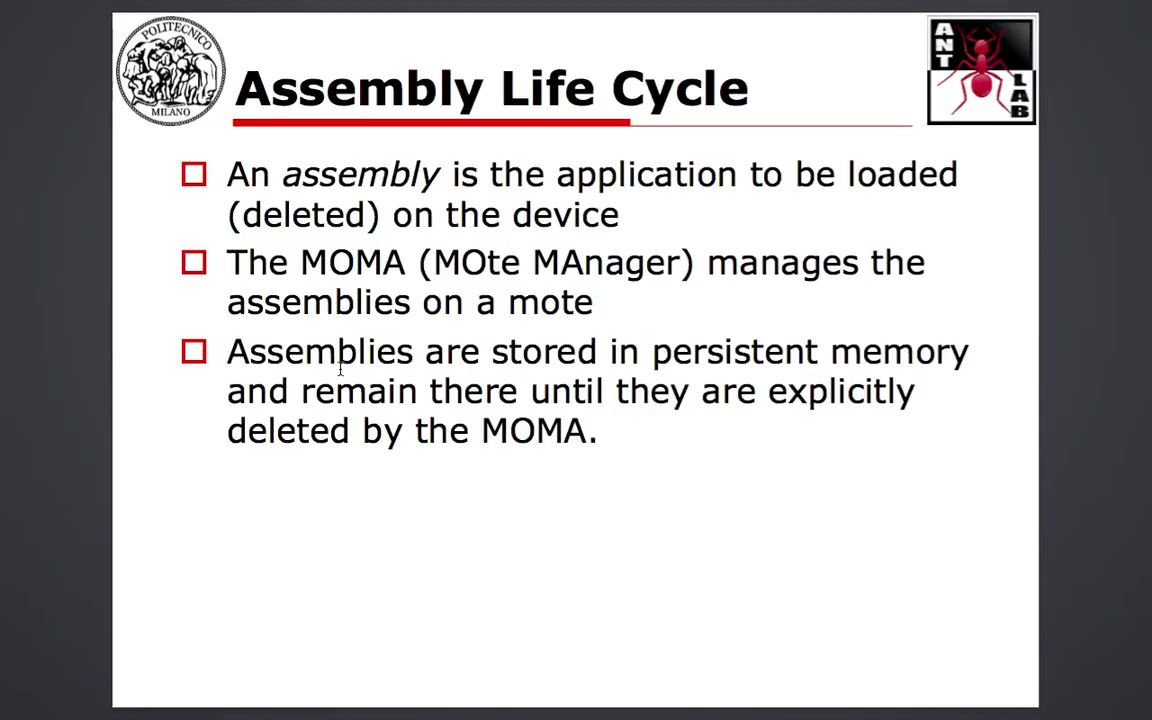 POLITECNICO
MILANO
Assembly Life Cycle
ANT
LAB
An assembly is the application to be loaded
(deleted) on the device
The MOMA (MOte MAnager) manages the
assemblies on a mote
Assemblies are stored in persistent memory
and remain there until they are explicitly
deleted by the MOMA.